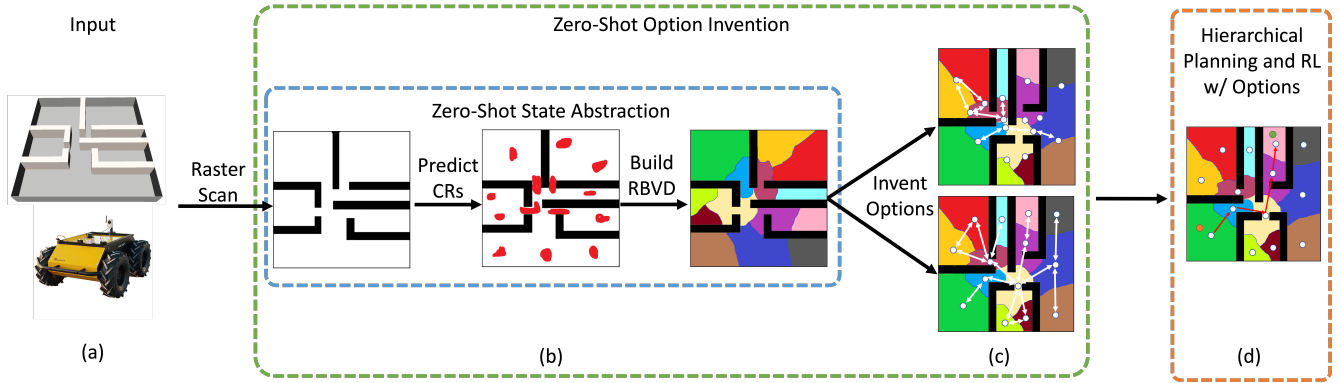 Input
Zero-Shot Option Invention
Hierarchical
Planning and RL
w/ Options
Zero-Shot State Abstraction
Raster
Scan
Predict
CRs
Build
RBVD
Invent
Options
(a)
(b)
(c)
(d)